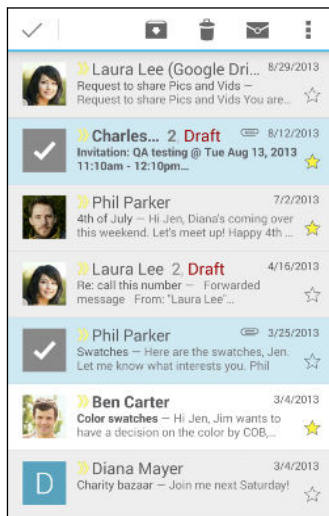 Laura Lee (Google Dri... 8/29/2013
Request to share Pics and Vids –
Request to share Pics and Vids You are...
Charles... 2, Draft 8/12/2013
Invitation: QA testing @ Tue Aug 13, 2013
11:10am - 12:10pm...
Phil Parker 7/2/2013
4th of July – Hi Jen, Diana's coming over
this weekend. Let's meet up! Happy 4th ...
Laura Lee 2, Draft 4/16/2013
Re: call this number – Forwarded
message From: "Laura Lee"...
Phil Parker 3/25/2013
Swatches – Here are the swatches, Jen.
Let me know what interests you. Phil
Ben Carter 3/4/2013
Color swatches – Hi Jen, Jim wants to
have a decision on the color by COB,...
D Diana Mayer 3/4/2013
Charity bazaar – Join me next Saturday!